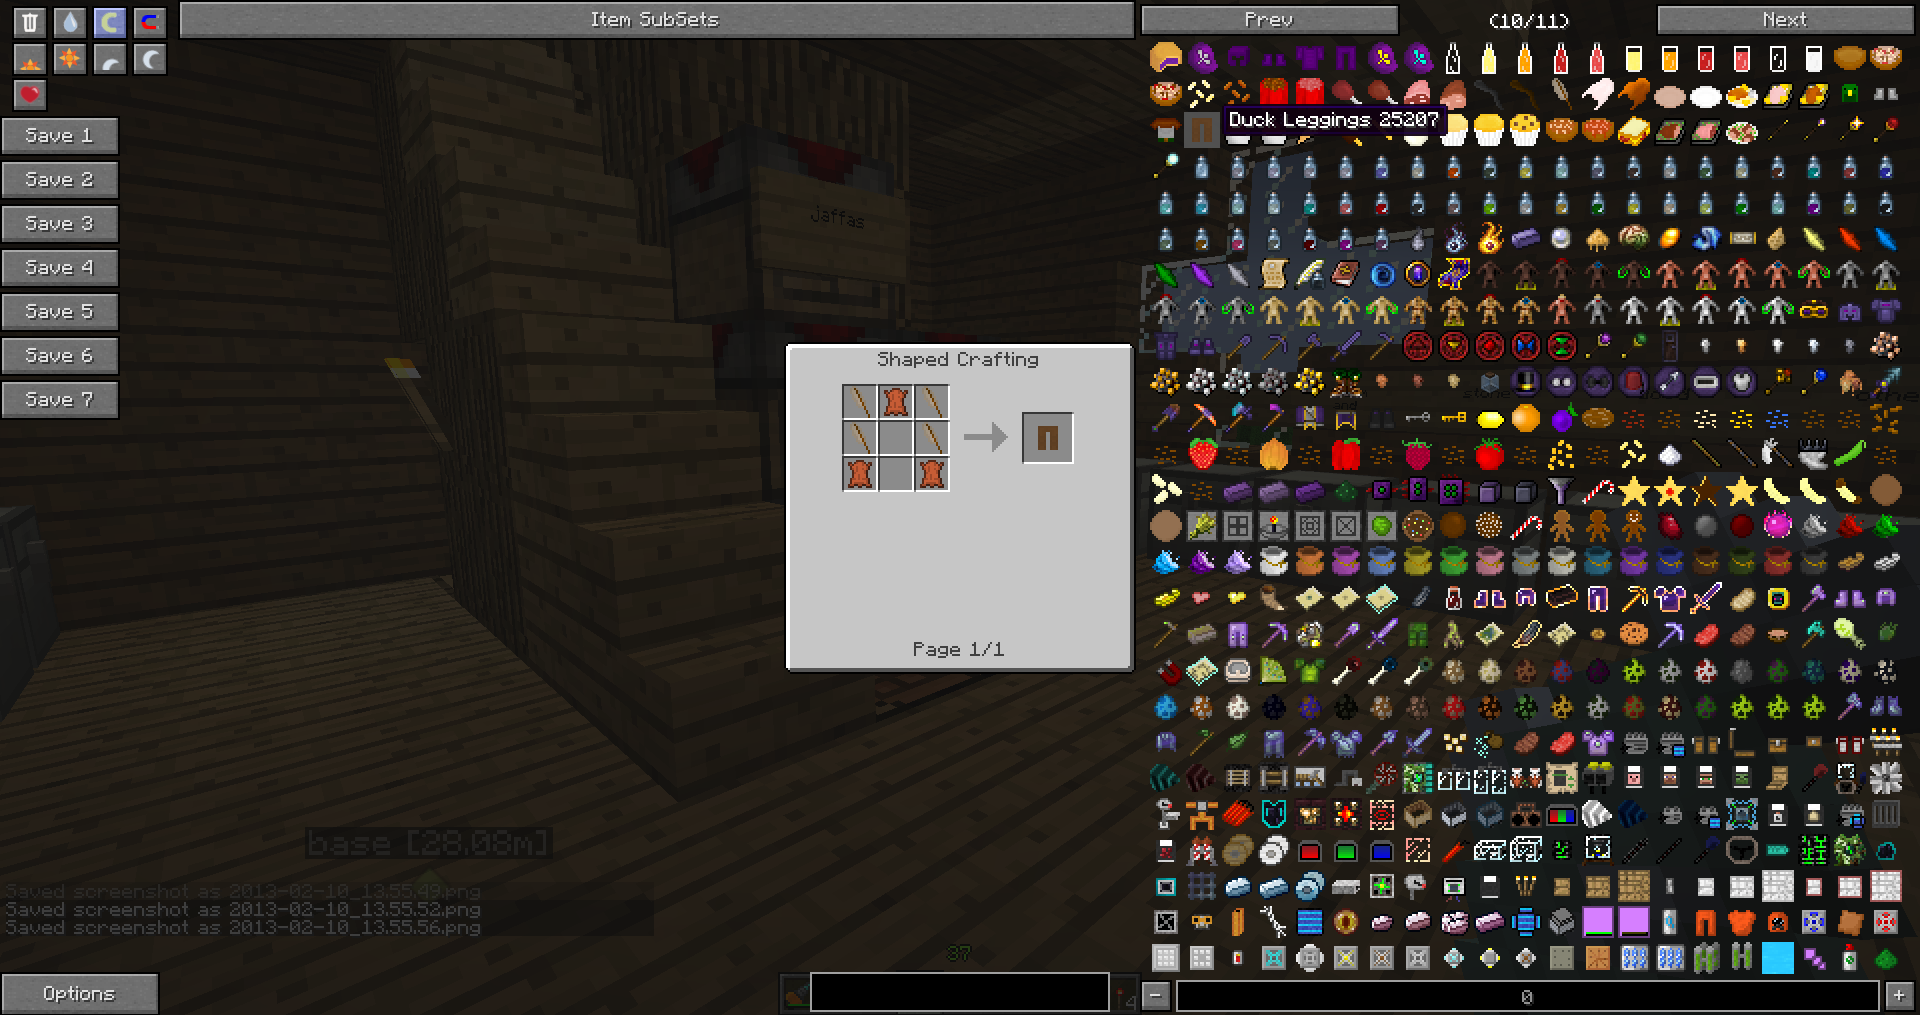 Item SubSets
Prev
(10/11)
Next
Save 1
Duck Leggings 25207
Save 2
Save 3
Jaffas
Save 4
Save 5
Save 6
Save 7
Shaped Crafting
Page 1/1
base [28.08m]
Saved screenshot as 2013-02-10_13.55.49.png
Saved screenshot as 2013-02-10_13.55.52.png
Saved screenshot as 2013-02-10_13.55.56.png
37
Options
4
-
0
+